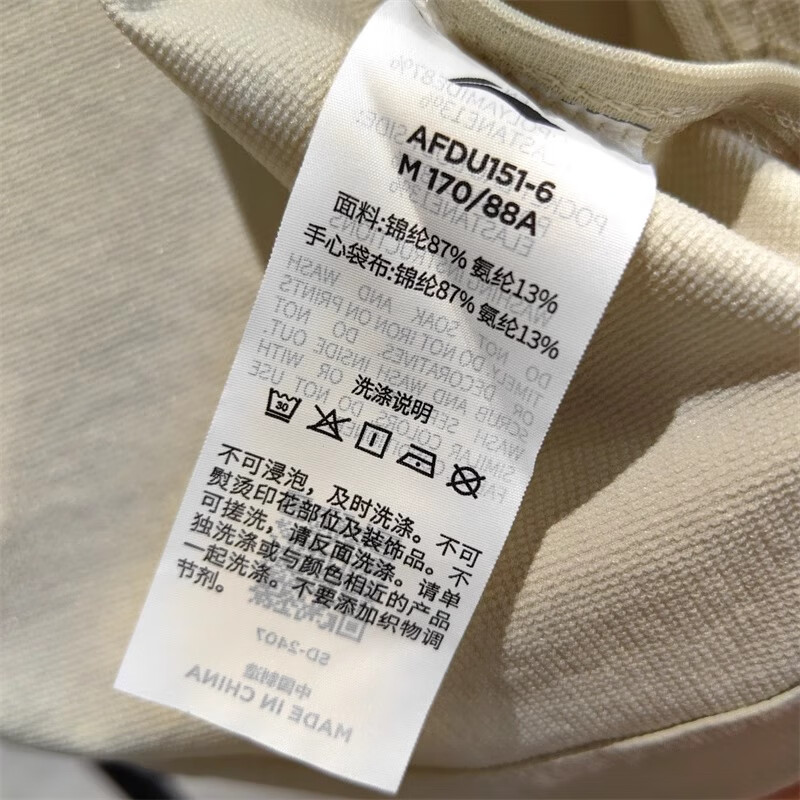 AFDU151-6
M 170/88A
面料:锦纶87% 氨纶13%
手心袋布:锦纶87% 氨纶13%
洗涤说明
30
不可浸泡，及时洗涤。不可
熨烫印花部位及装饰品。不
可搓洗，请反面洗涤。请单
独洗涤或与颜色相近的产品
一起洗涤。不要添加织物调
节剂。
SD-2407
中国制造
MADE IN CHINA